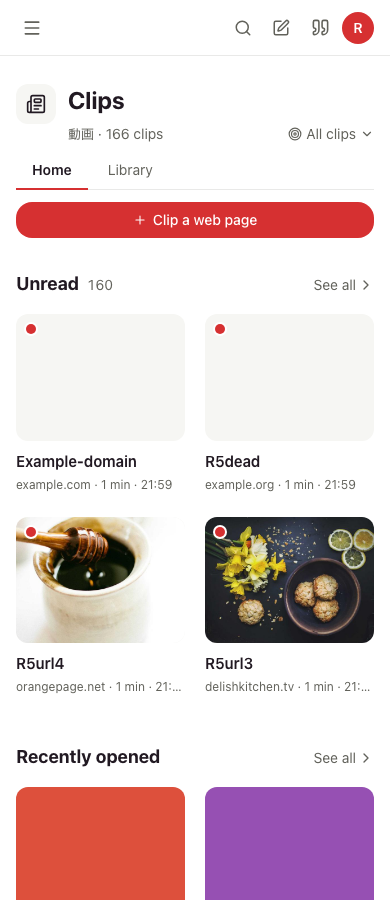 R
Clips
動画 · 166 clips
All clips
Home
Library
+ Clip a web page
Unread 160
See all
Example-domain
example.com · 1 min · 21:59
R5dead
example.org · 1 min · 21:59
R5url4
orangepage.net · 1 min · 21:...
R5url3
delishkitchen.tv · 1 min · 21:...
Recently opened
See all